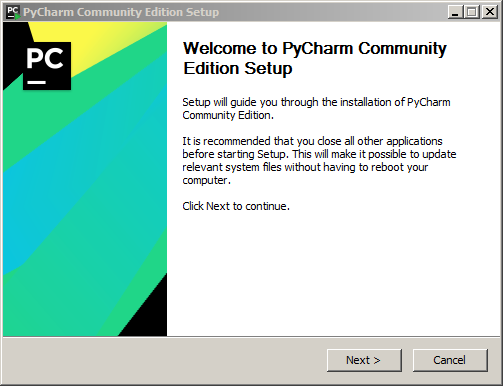 PyCharm Community Edition Setup
PC
Welcome to PyCharm Community
Edition Setup
Setup will guide you through the installation of PyCharm
Community Edition.
It is recommended that you close all other applications
before starting Setup. This will make it possible to update
relevant system files without having to reboot your
computer.
Click Next to continue.
Next >
Cancel